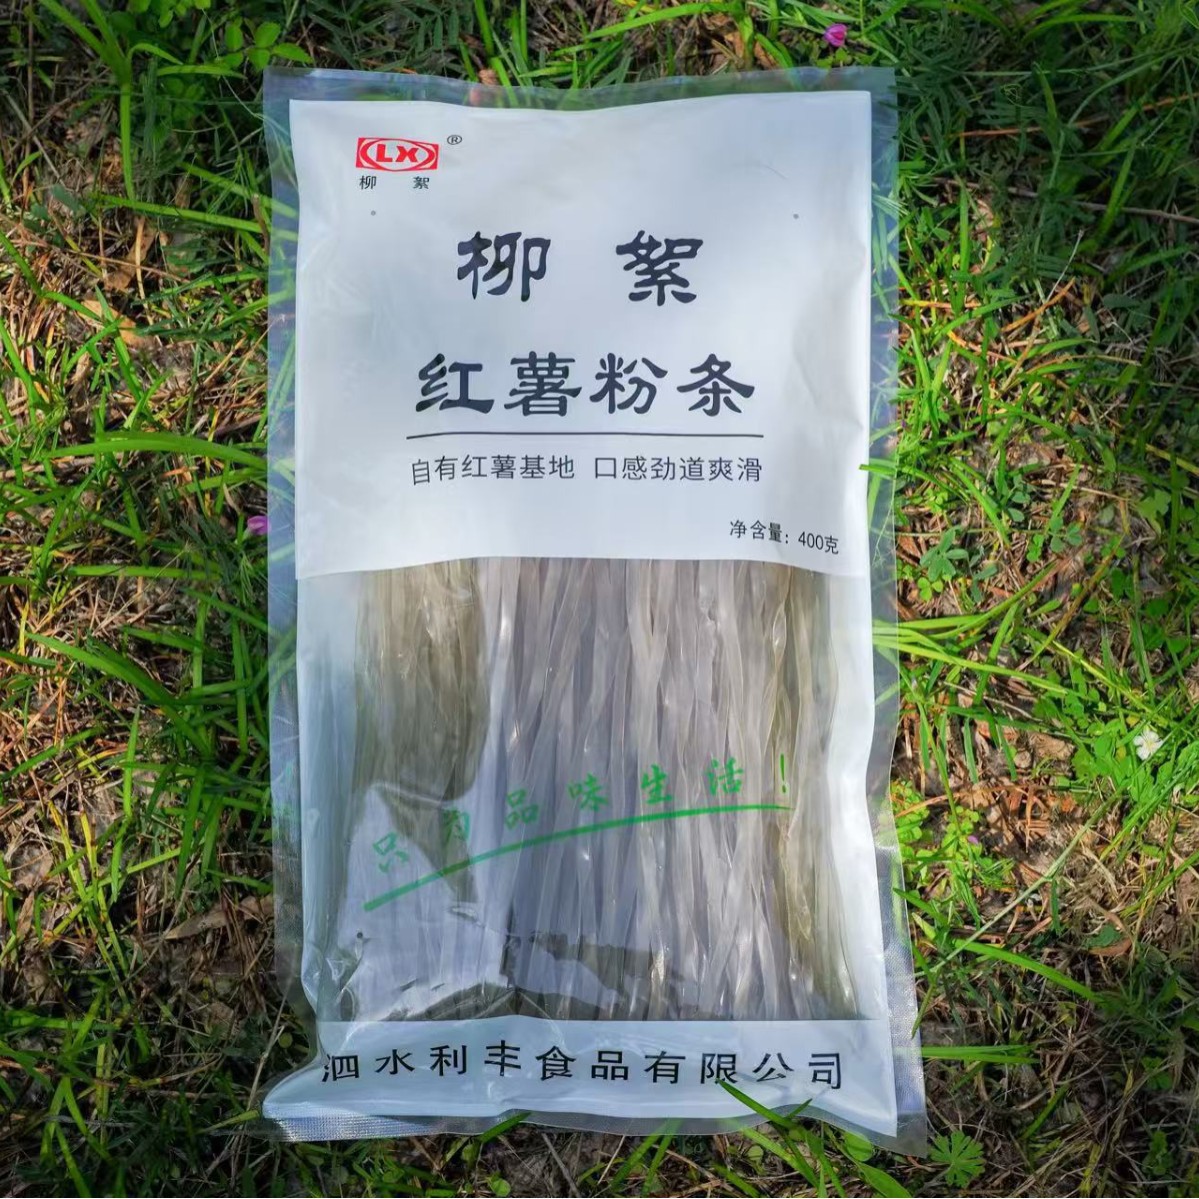 LX®
柳 絮
柳 絮
红薯粉条
自有红薯基地 口感劲道爽滑
净含量：400克
只为品味生活！
泗水利丰食品有限公司